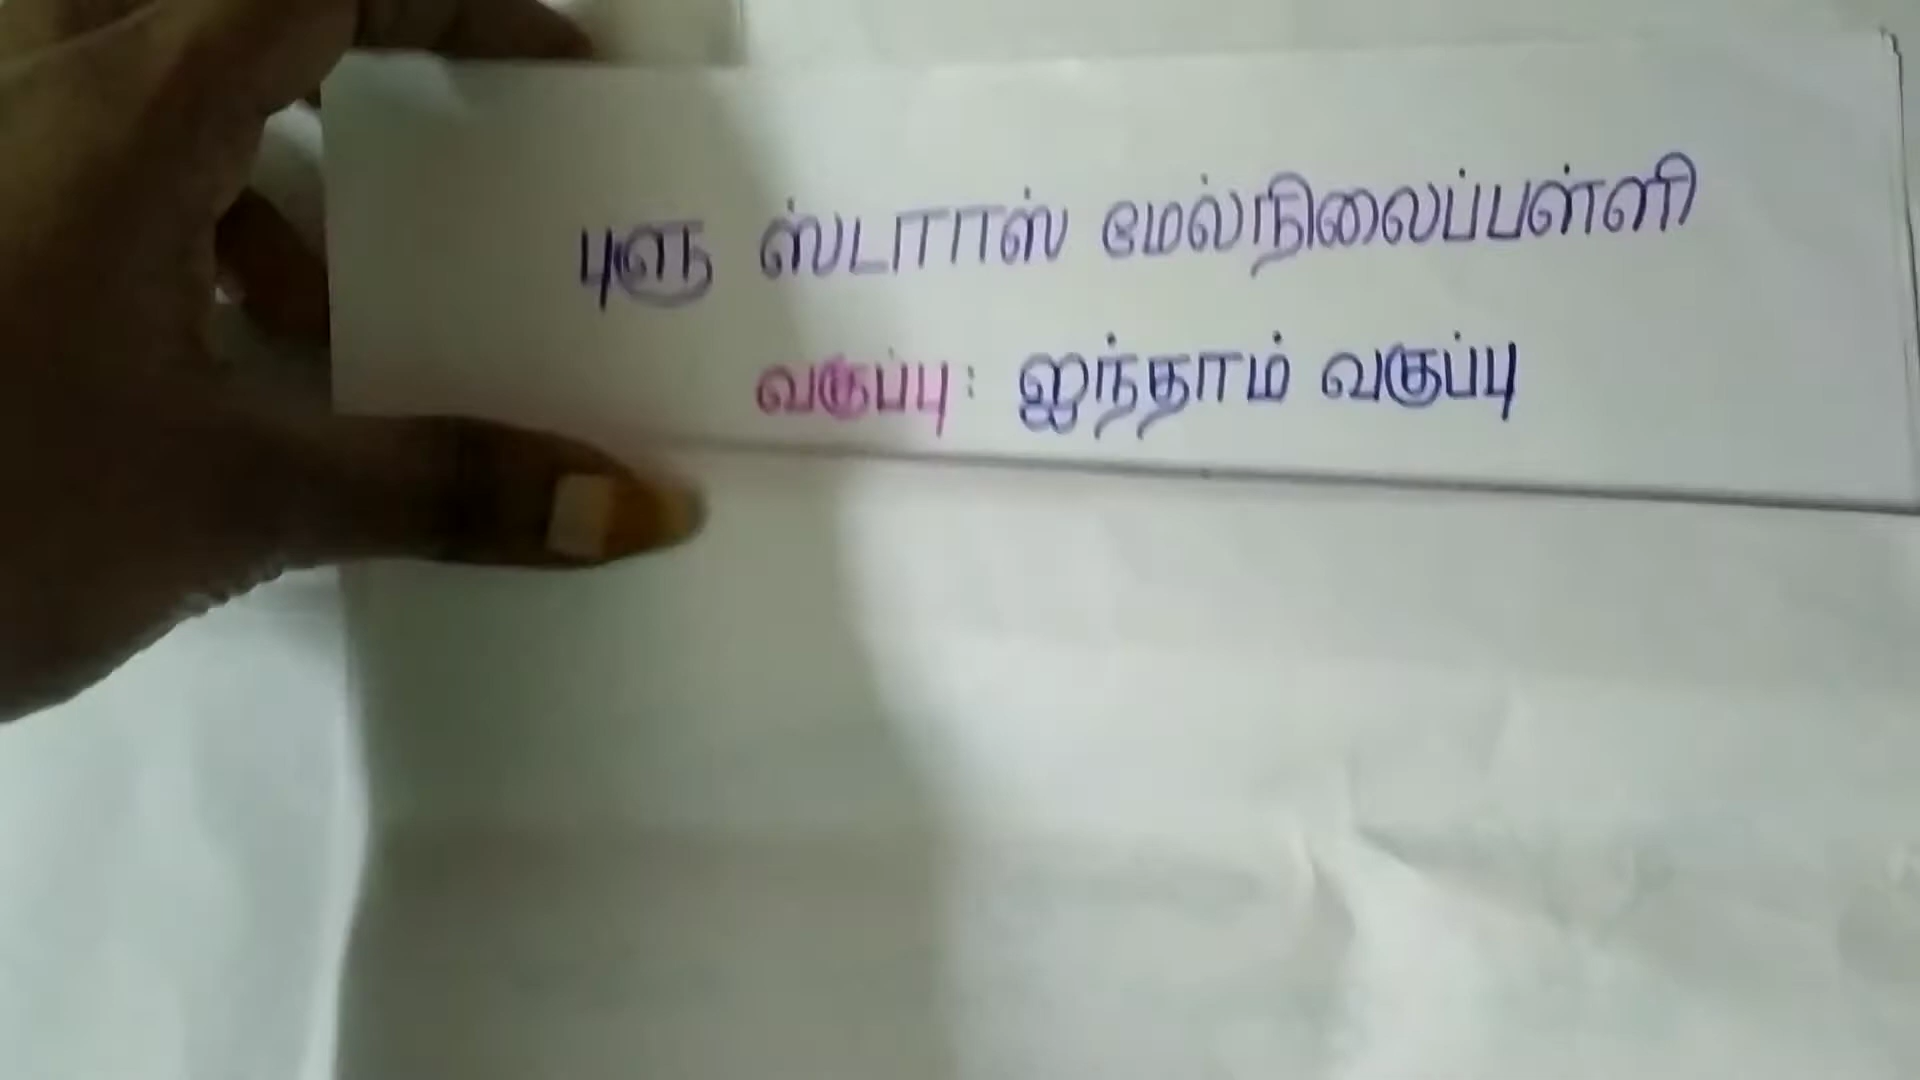 புளு ஸ்டாாஸ் மேல்நிலைப்பள்ளி
வகுப்பு : ஐந்தாம் வகுப்பு